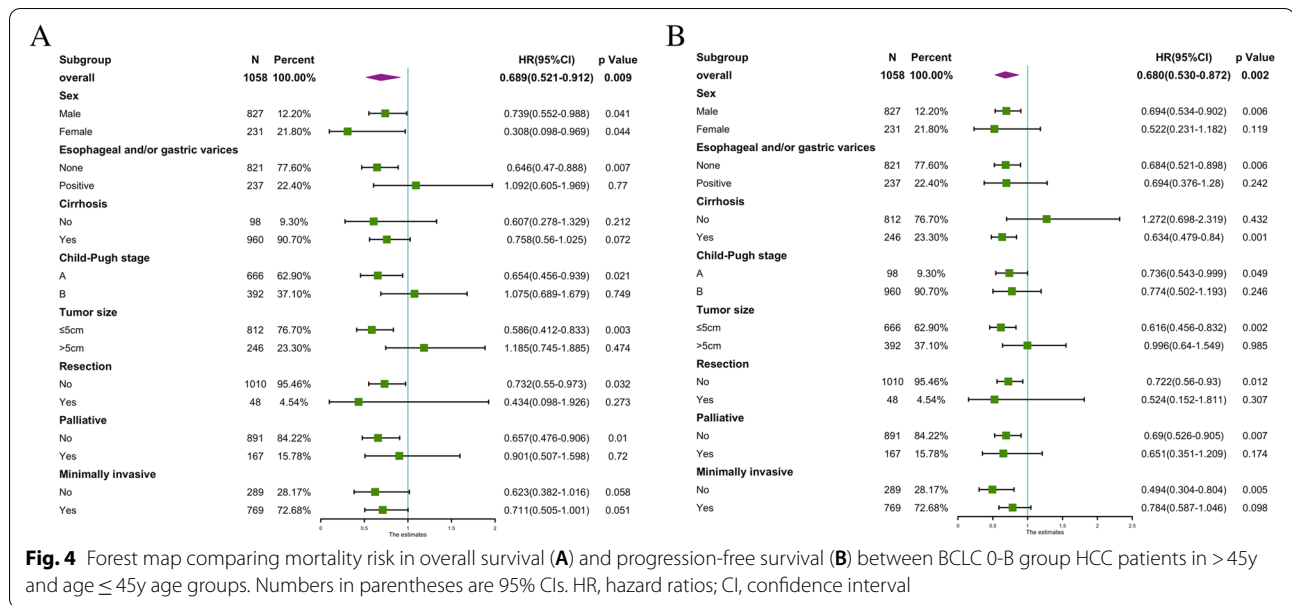 A
Subgroup N Percent HR(95%CI) p Value
overall 1058 100.00% 0.689(0.521-0.912) 0.009
Sex
Male 827 12.20% 0.739(0.552-0.988) 0.041
Female 231 21.80% 0.308(0.098-0.969) 0.044
Esophageal and/or gastric varices
None 821 77.60% 0.646(0.47-0.888) 0.007
Positive 237 22.40% 1.092(0.605-1.969) 0.77
Cirrhosis
No 98 9.30% 0.607(0.278-1.329) 0.212
Yes 960 90.70% 0.758(0.56-1.025) 0.072
Child-Pugh stage
A 666 62.90% 0.654(0.456-0.939) 0.021
B 392 37.10% 1.075(0.689-1.679) 0.749
Tumor size
≤5cm 812 76.70% 0.586(0.412-0.833) 0.003
>5cm 246 23.30% 1.185(0.745-1.885) 0.474
Resection
No 1010 95.46% 0.732(0.55-0.973) 0.032
Yes 48 4.54% 0.434(0.098-1.926) 0.273
Palliative
No 891 84.22% 0.657(0.476-0.906) 0.01
Yes 167 15.78% 0.901(0.507-1.598) 0.72
Minimally invasive
No 289 28.17% 0.623(0.382-1.016) 0.058
Yes 769 72.68% 0.711(0.505-1.001) 0.051
0 0.5 1 1.5 2
The estimates
B
Subgroup N Percent HR(95%CI) p Value
overall 1058 100.00% 0.680(0.530-0.872) 0.002
Sex
Male 827 12.20% 0.694(0.534-0.902) 0.006
Female 231 21.80% 0.522(0.231-1.182) 0.119
Esophageal and/or gastric varices
None 821 77.60% 0.684(0.521-0.898) 0.006
Positive 237 22.40% 0.694(0.376-1.28) 0.242
Cirrhosis
No 812 76.70% 1.272(0.698-2.319) 0.432
Yes 246 23.30% 0.634(0.479-0.84) 0.001
Child-Pugh stage
A 98 9.30% 0.736(0.543-0.999) 0.049
B 960 90.70% 0.774(0.502-1.193) 0.246
Tumor size
≤5cm 666 62.90% 0.616(0.456-0.832) 0.002
>5cm 392 37.10% 0.996(0.64-1.549) 0.985
Resection
No 1010 95.46% 0.722(0.56-0.93) 0.012
Yes 48 4.54% 0.524(0.152-1.811) 0.307
Palliative
No 891 84.22% 0.69(0.526-0.905) 0.007
Yes 167 15.78% 0.651(0.351-1.209) 0.174
Minimally invasive
No 289 28.17% 0.494(0.304-0.804) 0.005
Yes 769 72.68% 0.784(0.587-1.046) 0.098
0 0.5 1 1.5 2 2.5
The estimates
Fig. 4 Forest map comparing mortality risk in overall survival (A) and progression-free survival (B) between BCLC 0-B group HCC patients in > 45y
and age ≤ 45y age groups. Numbers in parentheses are 95% CIs. HR, hazard ratios; CI, confidence interval